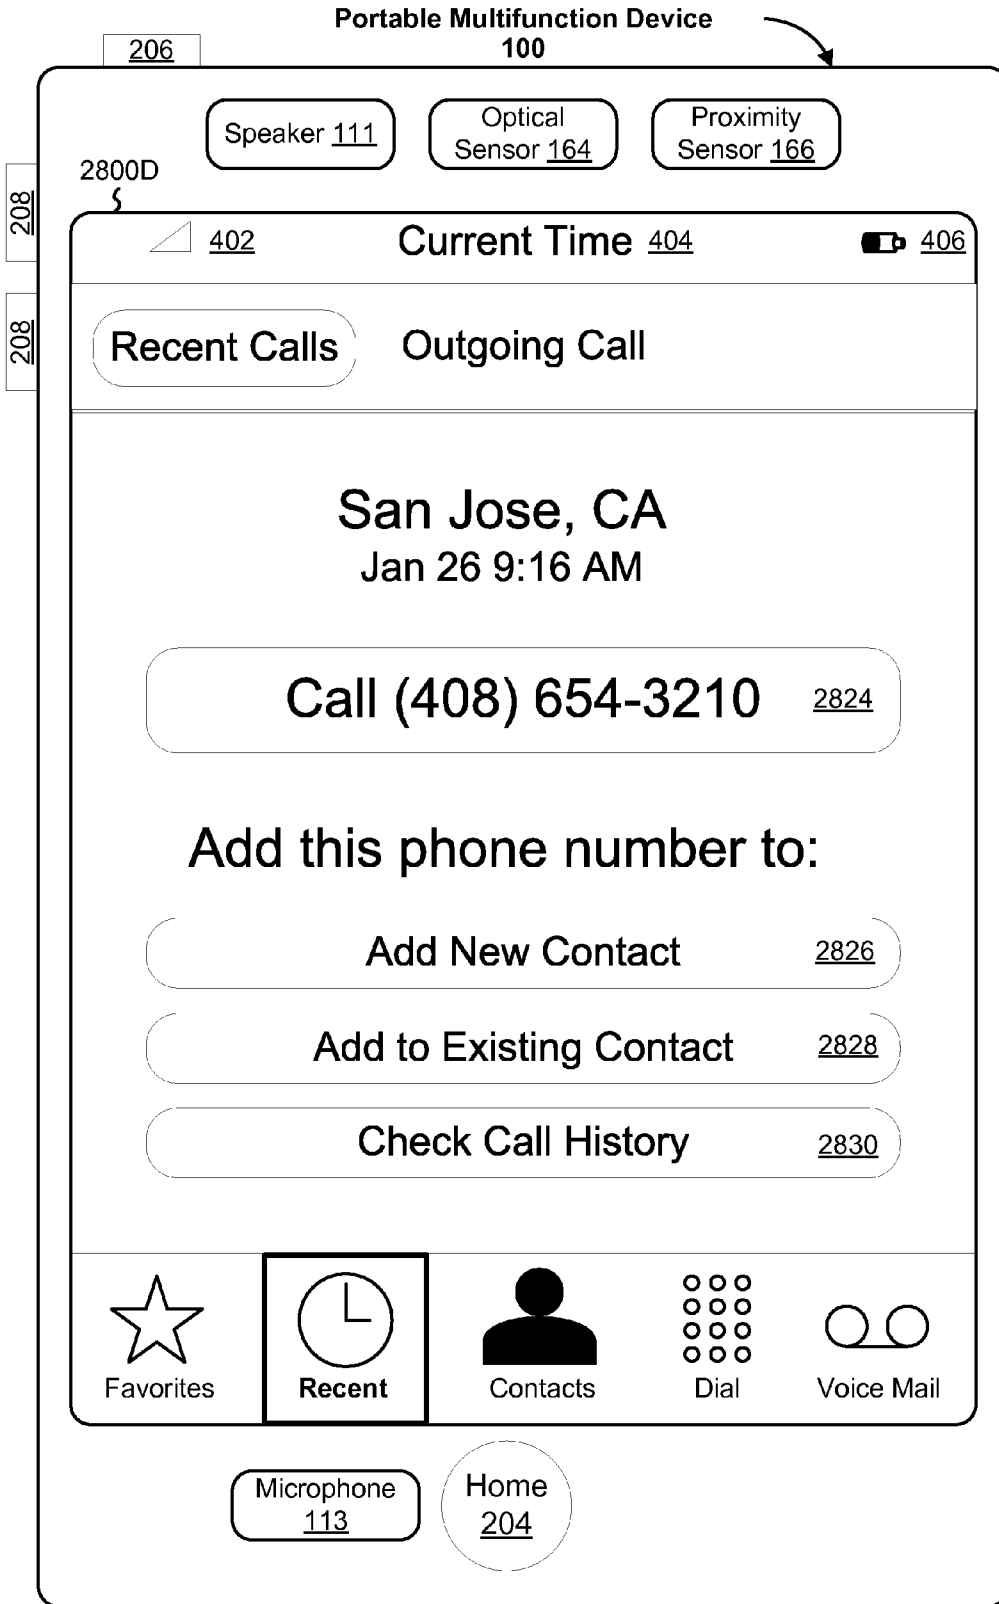 Portable Multifunction Device
100
206
Speaker 111
Optical
Sensor 164
Proximity
Sensor 166
2800D
208
208
402
Current Time 404
406
Recent Calls
Outgoing Call
San Jose, CA
Jan 26 9:16 AM
Call (408) 654-3210
2824
Add this phone number to:
Add New Contact
2826
Add to Existing Contact
2828
Check Call History
2830
Favorites
Recent
Contacts
Dial
Voice Mail
Microphone
113
Home
204